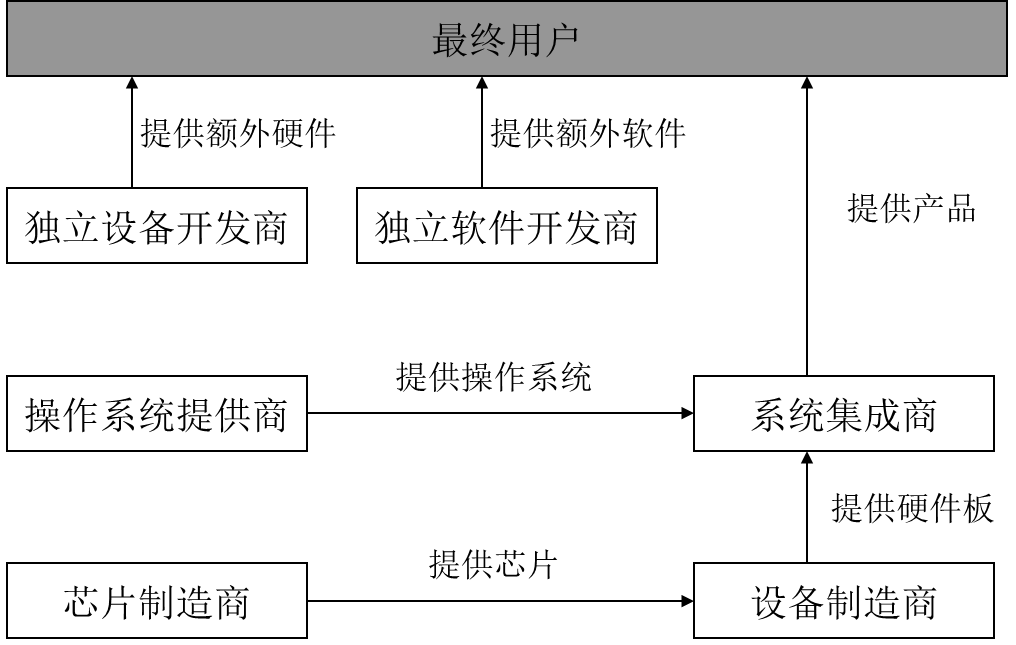 最终用户
提供额外硬件
提供额外软件
提供产品
独立设备开发商
独立软件开发商
提供操作系统
操作系统提供商
系统集成商
提供硬件板
提供芯片
芯片制造商
设备制造商